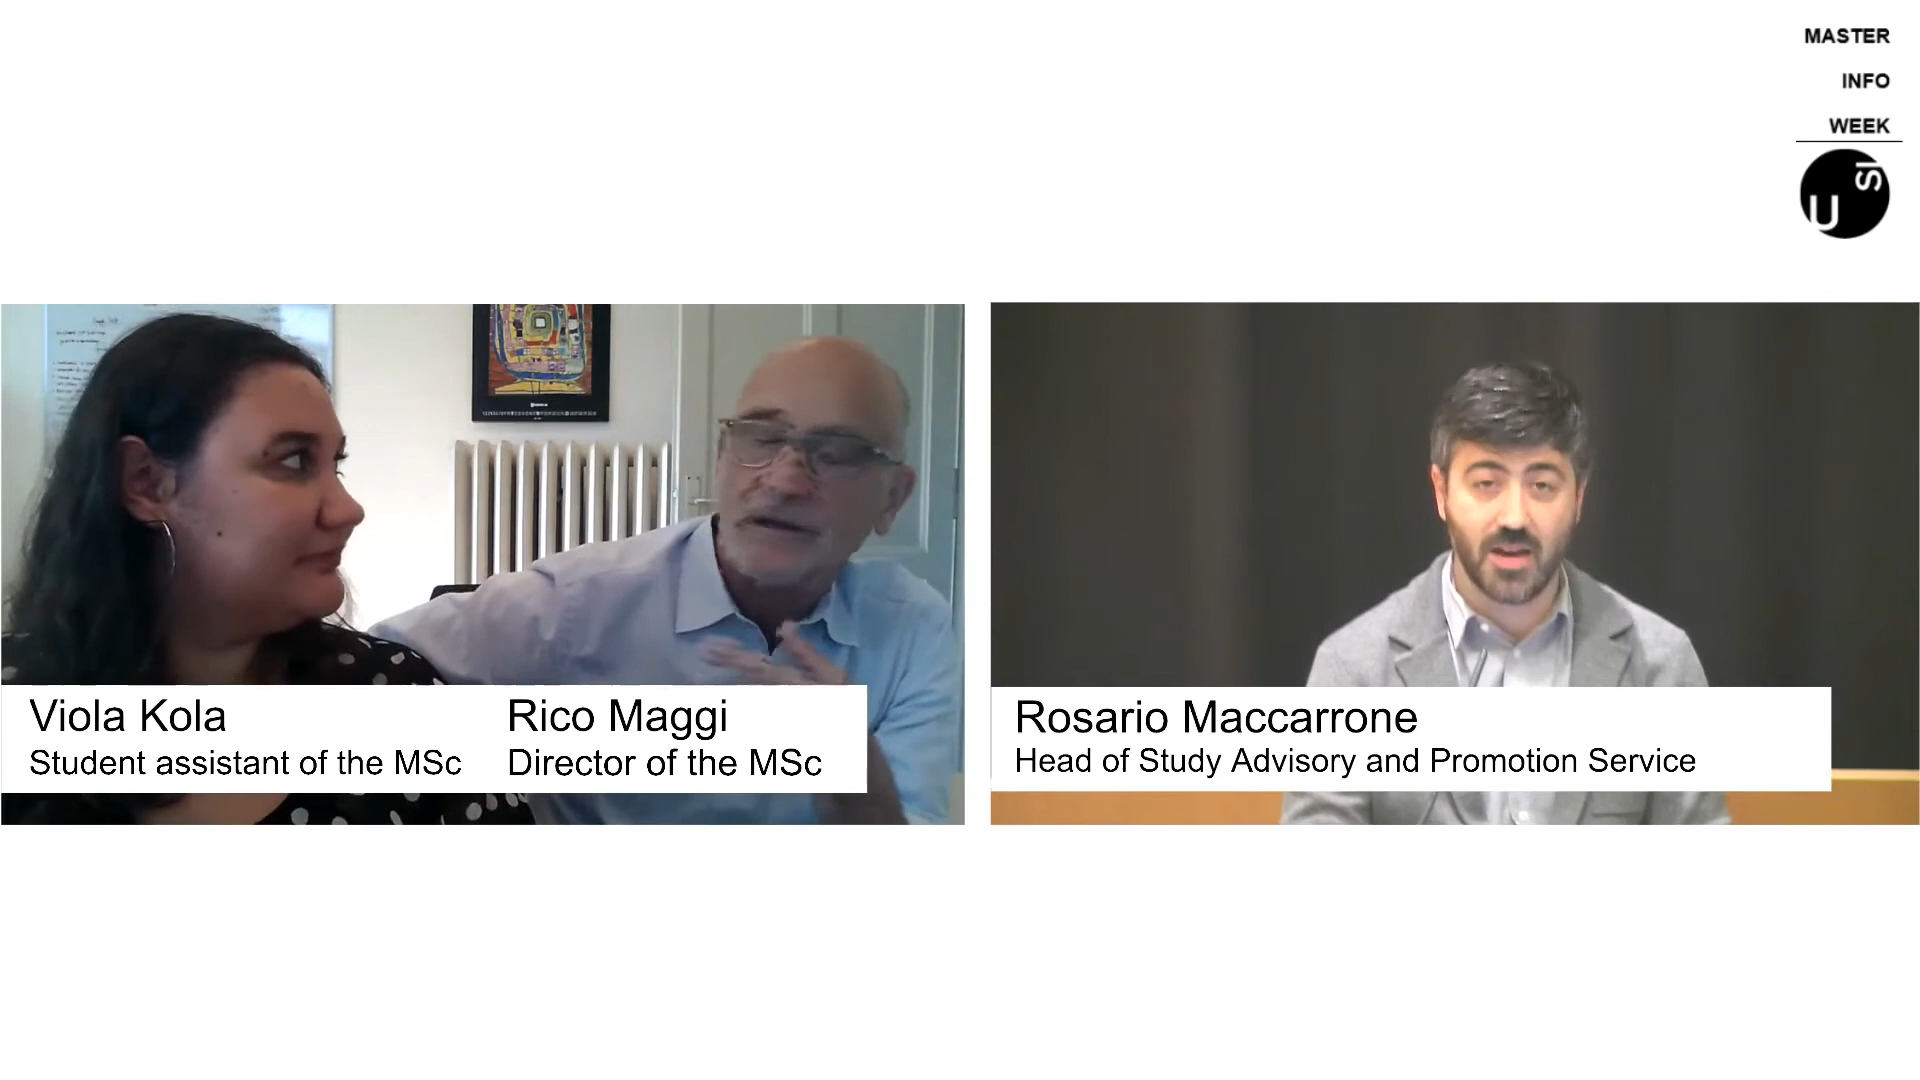 MASTER
INFO
WEEK
USI
Viola Kola
Student assistant of the MSc
Rico Maggi
Director of the MSc
Rosario Maccarrone
Head of Study Advisory and Promotion Service